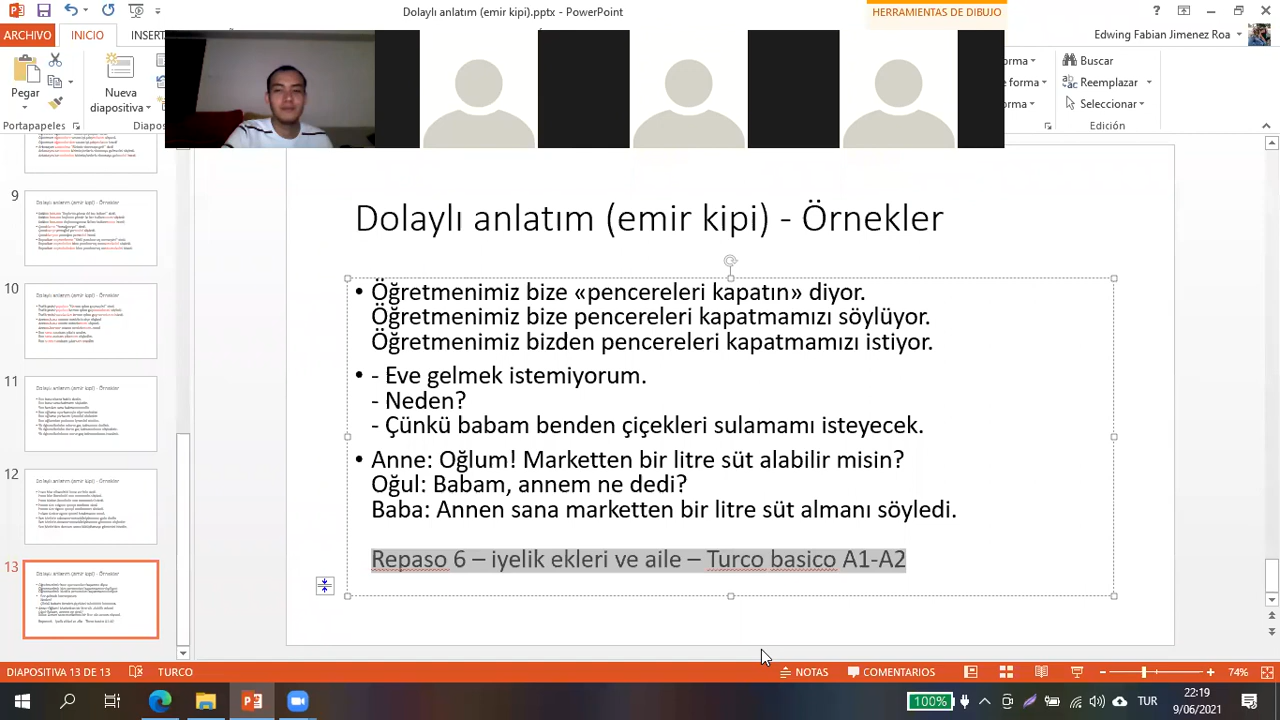 Dolaylı anlatım (emir kipi).pptx - PowerPoint
HERRAMIENTAS DE DIBUJO
ARCHIVO
INICIO
Edwing Fabian Jimenez Roa
Pegar
Nueva
diapositiva
Buscar
Reemplazar
Seleccionar
Portapapeles
Edición
Dolaylı anlatım (emir kipi) - Örnekler
• Öğretmenimiz bize «pencereleri kapatın» diyor.
Öğretmenimiz bize pencereleri kapatmamızı söylüyor.
Öğretmenimiz bizden pencereleri kapatmamızı istiyor.
• - Eve gelmek istemiyorum.
- Neden?
- Çünkü babam benden çiçekleri sulamamı isteyecek.
• Anne: Oğlum! Marketten bir litre süt alabilir misin?
Oğul: Babam, annem ne dedi?
Baba: Annen sana marketten bir litre süt almanı söyledi.
Repaso 6 – iyelik ekleri ve aile – Turco basico A1-A2
9
10
11
12
13
DIAPOSITIVA 13 DE 13
TURCO
NOTAS
COMENTARIOS
74%
100%
TUR
22:19
9/06/2021